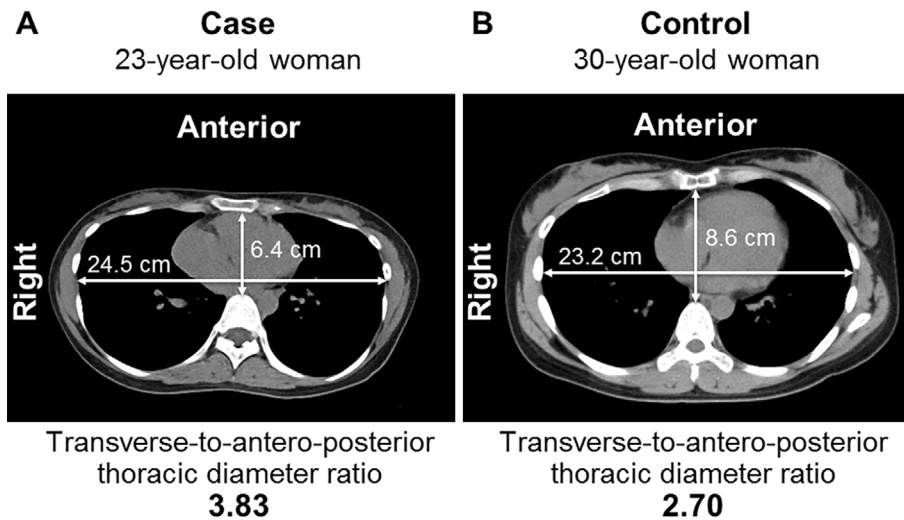 A
Case
23-year-old woman
Anterior
Right
24.5 cm
6.4 cm
Transverse-to-antero-posterior
thoracic diameter ratio
3.83
B
Control
30-year-old woman
Anterior
Right
23.2 cm
8.6 cm
Transverse-to-antero-posterior
thoracic diameter ratio
2.70